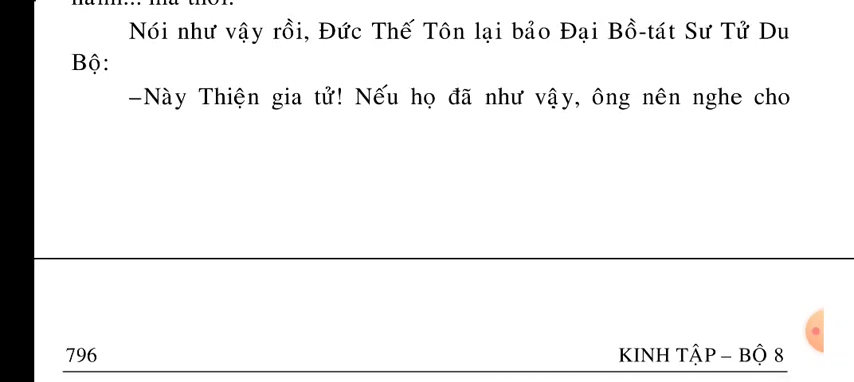 Nói như vậy rồi, Đức Thế Tôn lại bảo Đại Bồ-tát Sư Tử Du
Bộ:
–Này Thiện gia tử! Nếu họ đã như vậy, ông nên nghe cho
796
KINH TẬP – BỘ 8